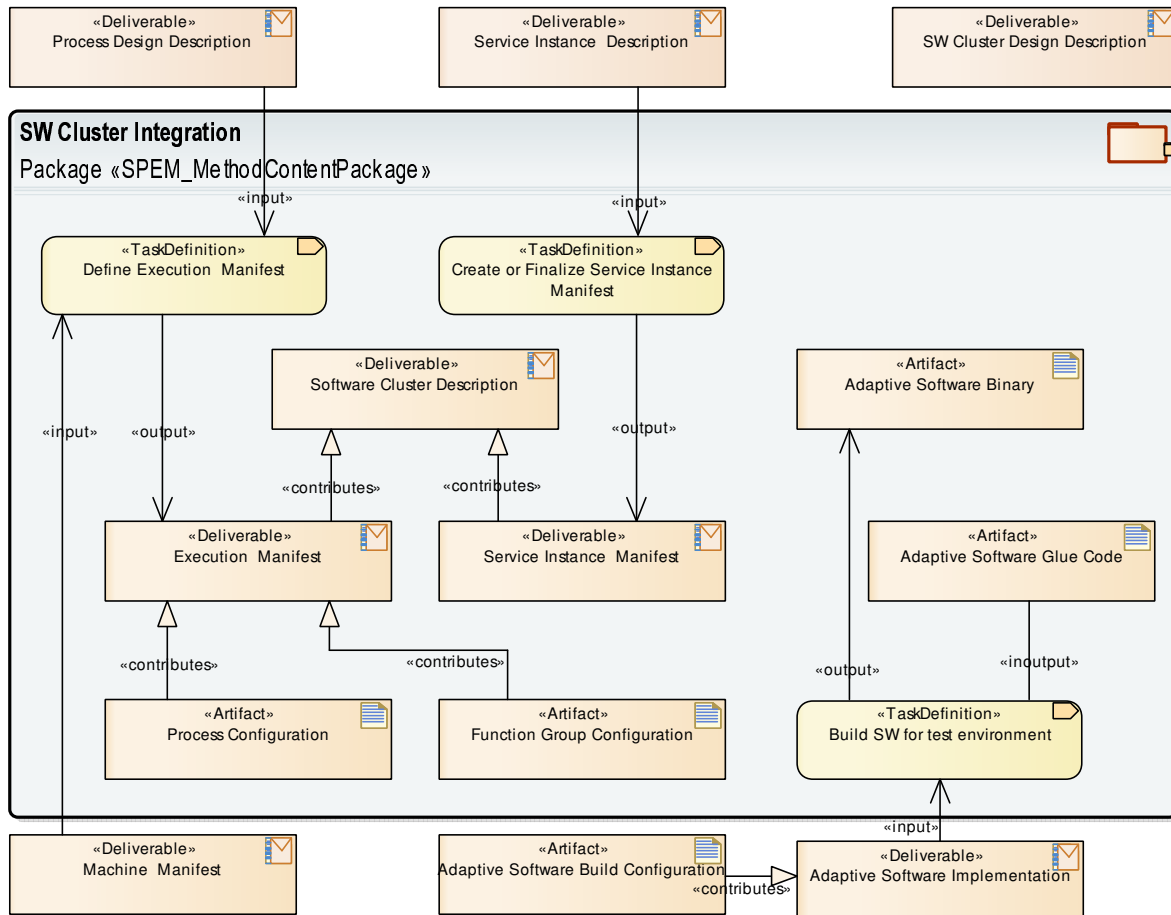 «Deliverable»
Process Design Description
«Deliverable»
Service Instance Description
«Deliverable»
SW Cluster Design Description
SW Cluster Integration
Package «SPEM_MethodContentPackage»
«input»
«input»
«TaskDefinition»
Define Execution Manifest
«TaskDefinition»
Create or Finalize Service Instance
Manifest
«Deliverable»
Software Cluster Description
«Artifact»
Adaptive Software Binary
«input»
«output»
«output»
«contributes»
«contributes»
«Deliverable»
Execution Manifest
«Deliverable»
Service Instance Manifest
«Artifact»
Adaptive Software Glue Code
«contributes»
«contributes»
«output»
«inoutput»
«Artifact»
Process Configuration
«Artifact»
Function Group Configuration
«TaskDefinition»
Build SW for test environment
«input»
«Deliverable»
Machine Manifest
«Artifact»
Adaptive Software Build Configuration
«contributes»
«Deliverable»
Adaptive Software Implementation